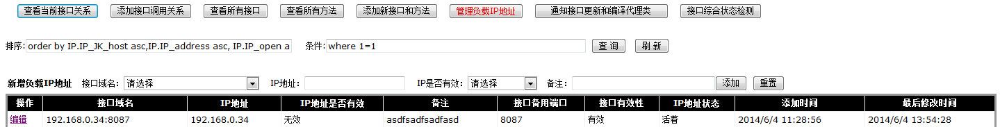 查看当前接口关系 添加接口调用关系 查看所有接口 查看所有方法 添加新接口和方法 管理负载IP地址 通知接口更新和编译代理类 接口综合状态检测
排序: order by IP.IP_JK_host asc,IP.IP_address asc, IP.IP_open a 条件: where 1=1 查 询 刷 新
新增负载IP地址 接口域名: 请选择 IP地址: IP是否有效: 请选择 备注: 添加 重置
操作 接口域名 IP地址 IP地址是否有效 备注 接口备用端口 接口有效性 IP地址状态 添加时间 最后修改时间
编辑 192.168.0.34:8087 192.168.0.34 无效 asdfsadfsadfasd 8087 有效 活着 2014/6/4 11:28:56 2014/6/4 13:54:28